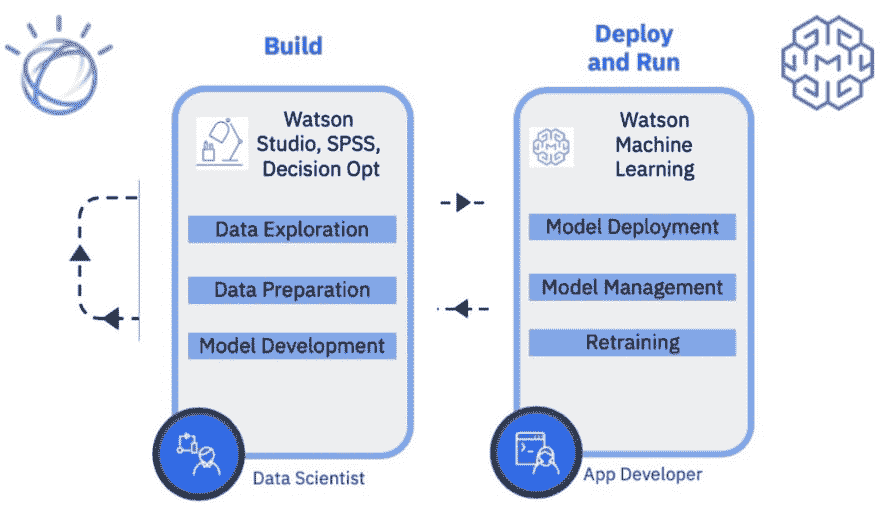 Build
Watson
Studio, SPSS,
Decision Opt
Data Exploration
Data Preparation
Model Development
Data Scientist
Deploy
and Run
Watson
Machine
Learning
Model Deployment
Model Management
Retraining
App Developer